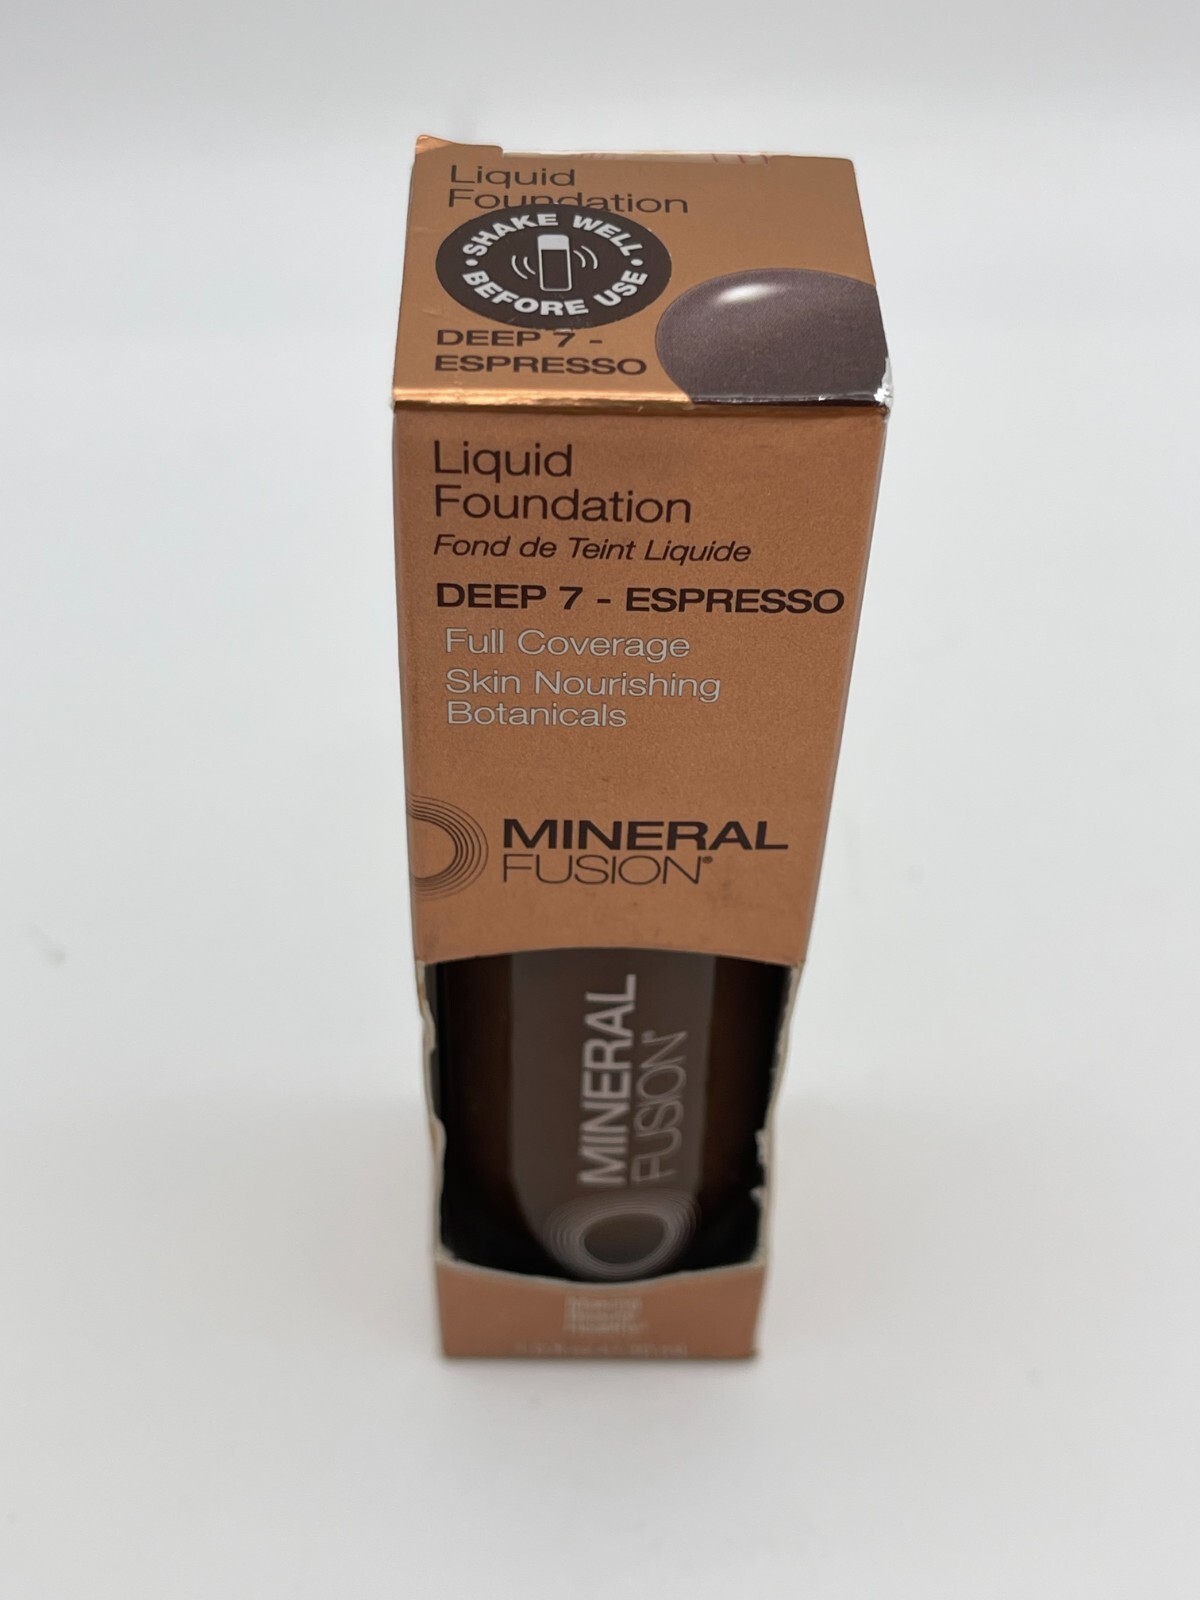 Liquid
Foundation
• SHAKE WELL •
BEFORE USE
DEEP 7 -
ESPRESSO
Liquid
Foundation
Fond de Teint Liquide
DEEP 7 - ESPRESSO
Full Coverage
Skin Nourishing
Botanicals
MINERAL
FUSION®
MINERAL
FUSION